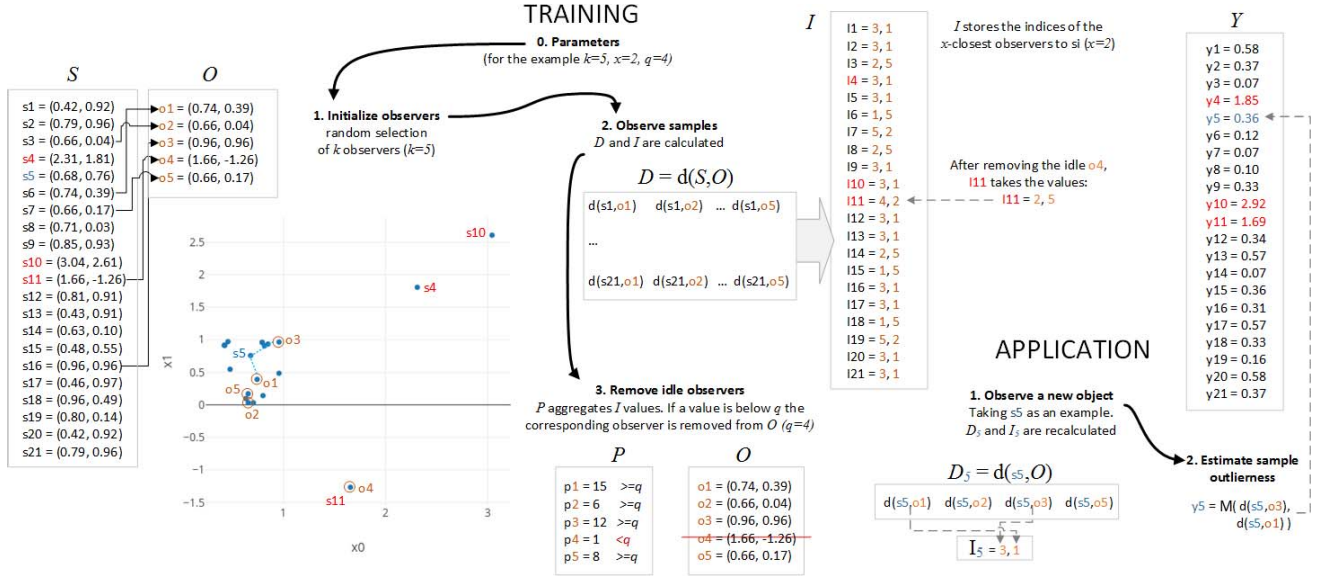 TRAINING
0. Parameters
(for the example k=5, x=2, q=4)
S
s1 = (0.42, 0.92)
s2 = (0.79, 0.96)
s3 = (0.66, 0.04)
s4 = (2.31, 1.81)
s5 = (0.68, 0.76)
s6 = (0.74, 0.39)
s7 = (0.66, 0.17)
s8 = (0.71, 0.03)
s9 = (0.85, 0.93)
s10 = (3.04, 2.61)
s11 = (1.66, -1.26)
s12 = (0.81, 0.91)
s13 = (0.43, 0.91)
s14 = (0.63, 0.10)
s15 = (0.48, 0.55)
s16 = (0.96, 0.96)
s17 = (0.46, 0.97)
s18 = (0.96, 0.49)
s19 = (0.80, 0.14)
s20 = (0.42, 0.92)
s21 = (0.79, 0.96)
O
o1 = (0.74, 0.39)
o2 = (0.66, 0.04)
o3 = (0.96, 0.96)
o4 = (1.66, -1.26)
o5 = (0.66, 0.17)
1. Initialize observers
random selection
of k observers (k=5)
2. Observe samples
D and I are calculated
D = d(S,O)
d(s1,o1) d(s1,o2) ... d(s1,o5)
...
d(s21,o1) d(s21,o2) ... d(s21,o5)
2.5
2
1.5
1
0.5
0
−0.5
−1
−1.5
x1
1
2
3
x0
s10
s4
o3
s5
o1
o5
o2
o4
s11
3. Remove idle observers
P aggregates I values. If a value is below q the
corresponding observer is removed from O (q=4)
P
p1 = 15 >=q
p2 = 6 >=q
p3 = 12 >=q
p4 = 1 <q
p5 = 8 >=q
O
o1 = (0.74, 0.39)
o2 = (0.66, 0.04)
o3 = (0.96, 0.96)
o4 = (1.66, -1.26)
o5 = (0.66, 0.17)
I
I1 = 3, 1
I2 = 3, 1
I3 = 2, 5
I4 = 3, 1
I5 = 3, 1
I6 = 1, 5
I7 = 5, 2
I8 = 2, 5
I9 = 3, 1
I10 = 3, 1
I11 = 4, 2
I12 = 3, 1
I13 = 3, 1
I14 = 2, 5
I15 = 1, 5
I16 = 3, 1
I17 = 3, 1
I18 = 1, 5
I19 = 5, 2
I20 = 3, 1
I21 = 3, 1
I stores the indices of the
x-closest observers to si (x=2)
After removing the idle o4,
I11 takes the values:
I11 = 2, 5
Y
y1 = 0.58
y2 = 0.37
y3 = 0.07
y4 = 1.85
y5 = 0.36
y6 = 0.12
y7 = 0.07
y8 = 0.10
y9 = 0.33
y10 = 2.92
y11 = 1.69
y12 = 0.34
y13 = 0.57
y14 = 0.07
y15 = 0.36
y16 = 0.31
y17 = 0.57
y18 = 0.33
y19 = 0.16
y20 = 0.58
y21 = 0.37
APPLICATION
1. Observe a new object
Taking s5 as an example.
D5 and I5 are recalculated
D5 = d(s5,O)
d(s5,o1) d(s5,o2) d(s5,o3) d(s5,o5)
I5 = 3, 1
2. Estimate sample
outlierness
y5 = M( d(s5,o3),
d(s5,o1) )